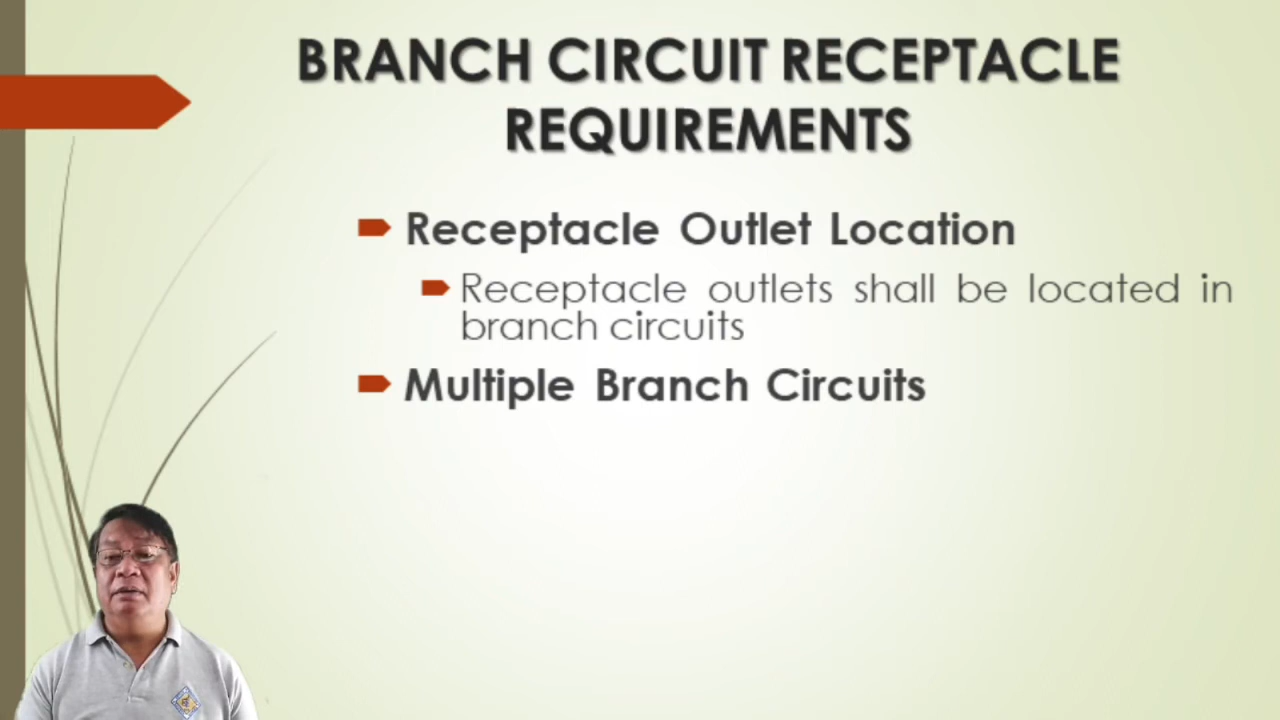 BRANCH CIRCUIT RECEPTACLE
REQUIREMENTS
Receptacle Outlet Location
Receptacle outlets shall be located in
branch circuits
Multiple Branch Circuits